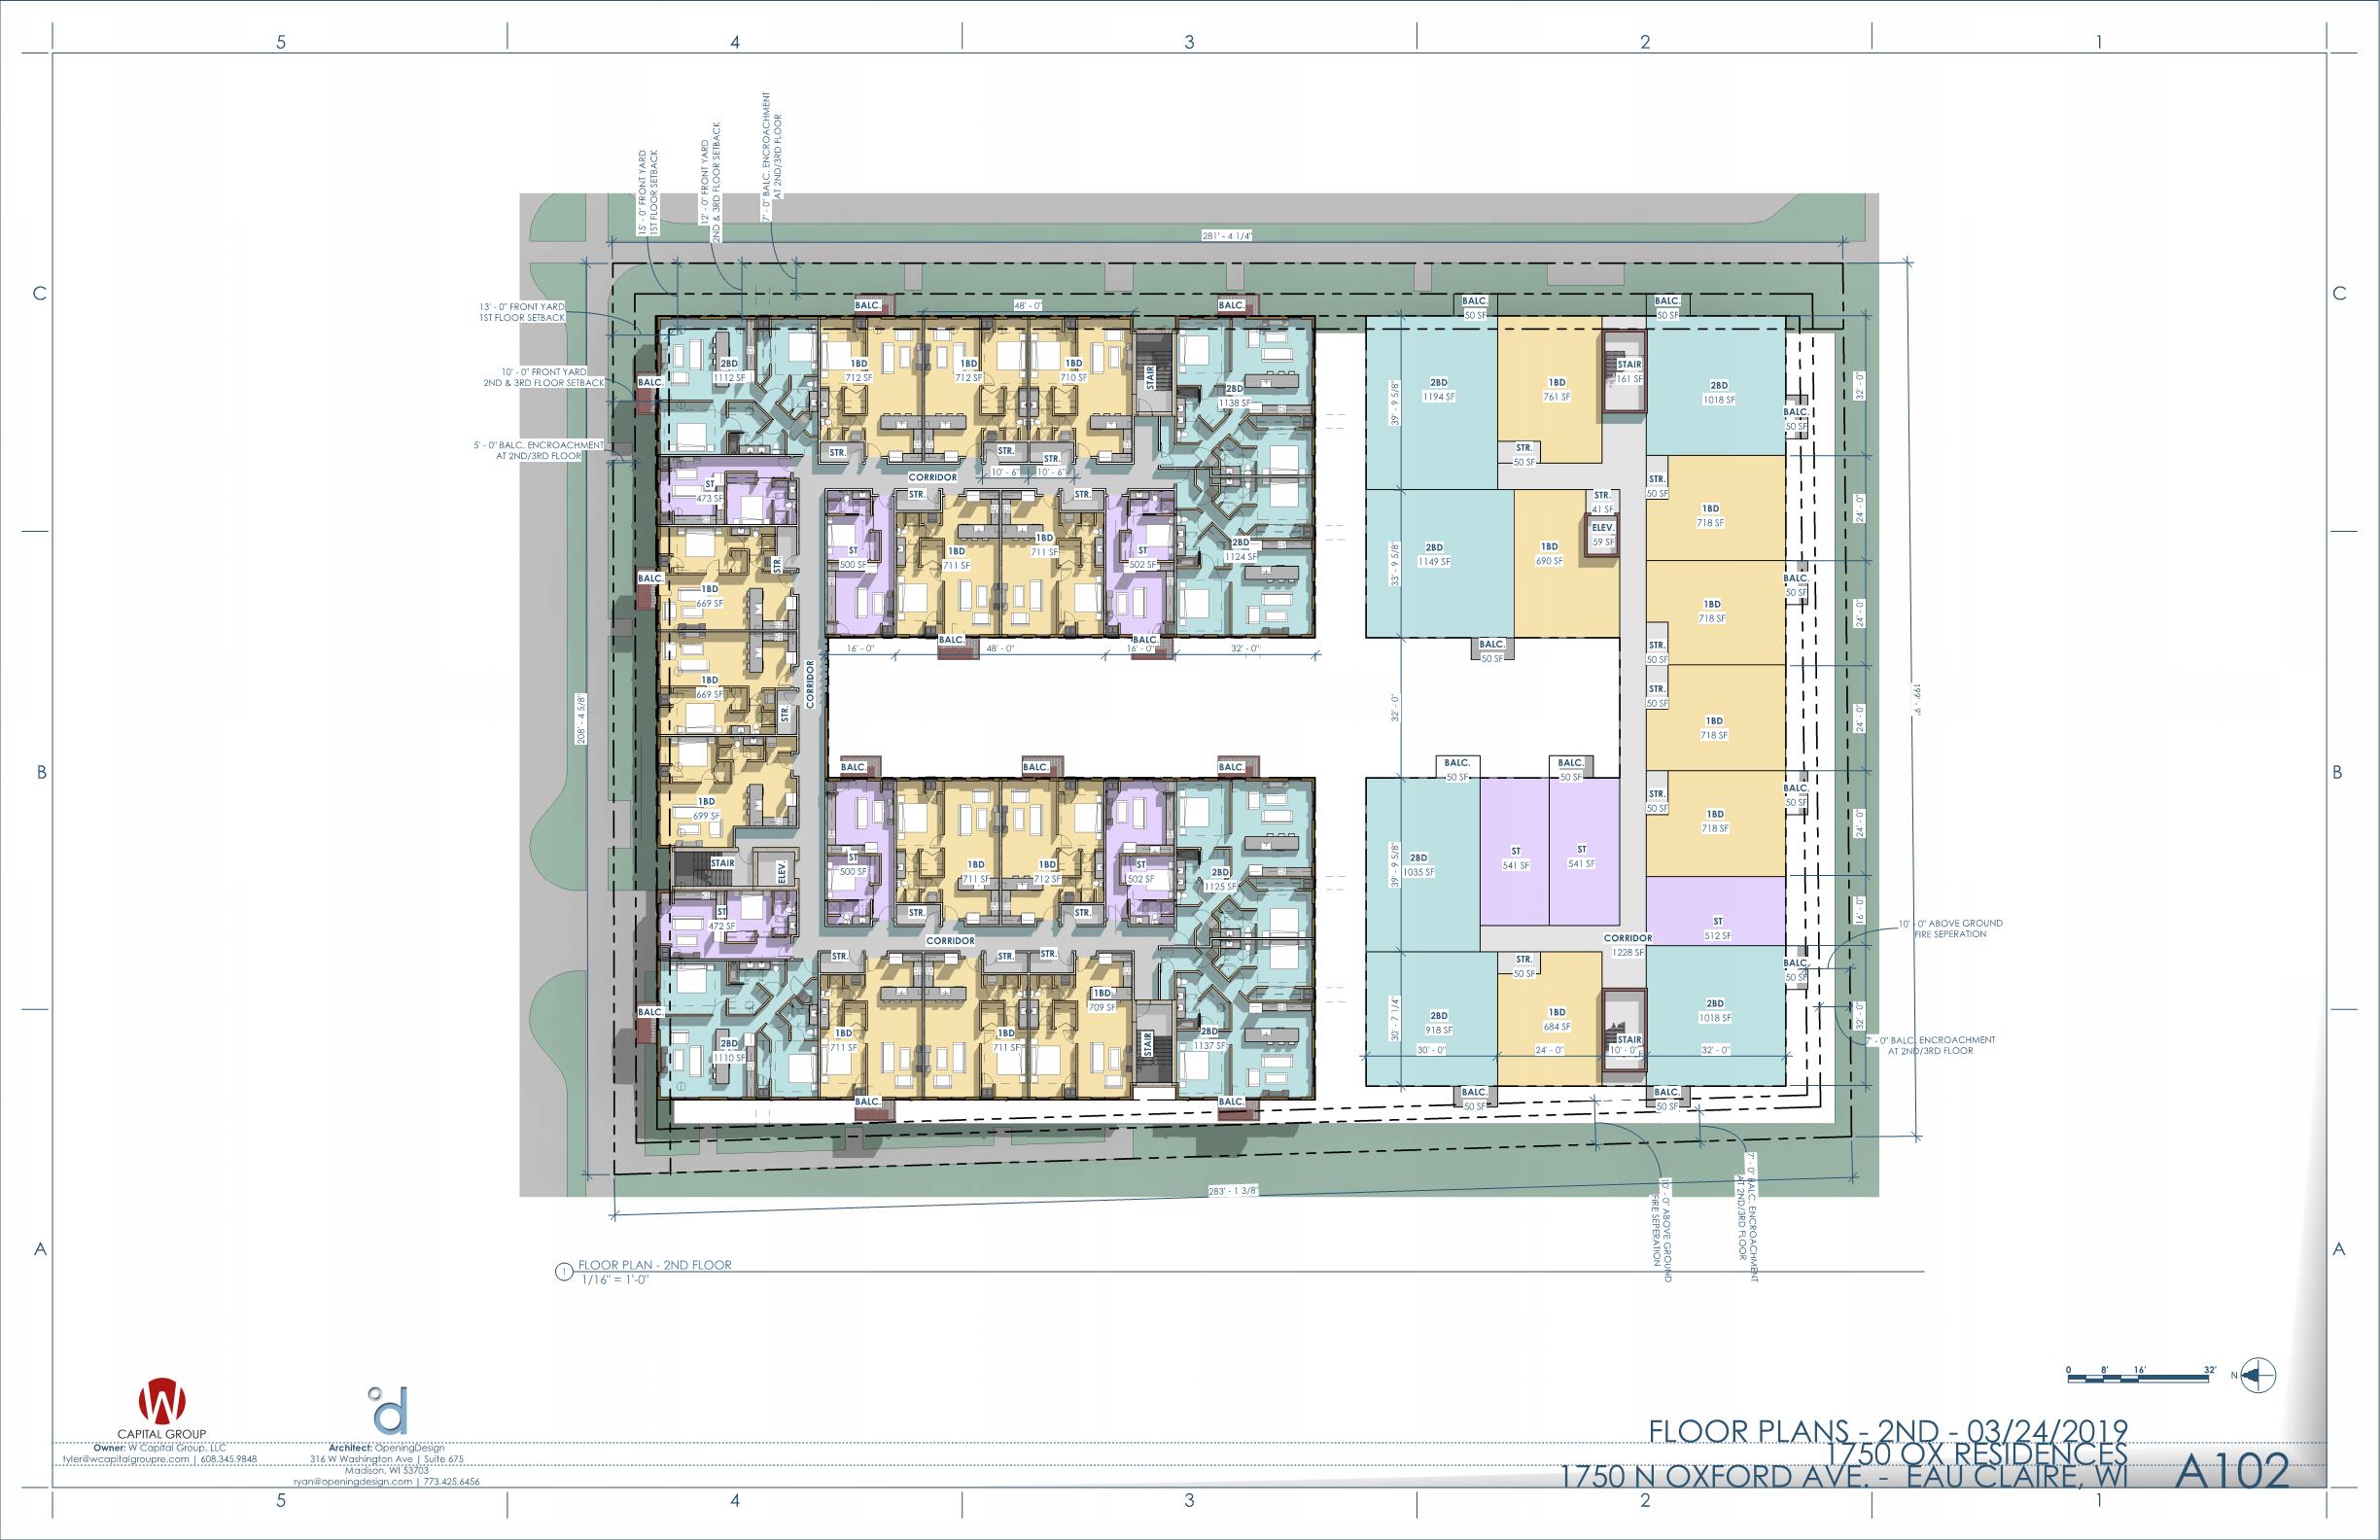 5
4
3
2
1
C
C
B
B
A
A
15' - 0" FRONT YARD
1ST FLOOR SETBACK
12' - 0" FRONT YARD
2ND & 3RD FLOOR SETBACK
7' - 0" BALC. ENCROACHMENT
AT 2ND/3RD FLOOR
281' - 4 1/4"
13' - 0" FRONT YARD
1ST FLOOR SETBACK
10' - 0" FRONT YARD
2ND & 3RD FLOOR SETBACK
5' - 0" BALC. ENCROACHMENT
AT 2ND/3RD FLOOR
208' - 4 5/8"
BALC.
48' - 0"
BALC.
BALC.
2BD
1112 SF
1BD
712 SF
1BD
712 SF
1BD
710 SF
STAIR
2BD
1138 SF
STR.
STR.
STR.
CORRIDOR
10' - 6"
10' - 6"
ST
473 SF
STR.
STR.
ST
500 SF
1BD
711 SF
1BD
711 SF
ST
502 SF
2BD
1124 SF
STR.
BALC.
1BD
669 SF
BALC.
BALC.
16' - 0"
48' - 0"
16' - 0"
32' - 0"
1BD
669 SF
STR.
CORRIDOR
BALC.
BALC.
BALC.
1BD
699 SF
STAIR
ELEV.
ST
500 SF
1BD
711 SF
1BD
712 SF
ST
502 SF
2BD
1125 SF
ST
472 SF
STR.
STR.
CORRIDOR
STR.
STR.
STR.
BALC.
2BD
1110 SF
1BD
711 SF
1BD
711 SF
1BD
709 SF
STAIR
2BD
1137 SF
BALC.
BALC.
BALC.
50 SF
BALC.
50 SF
2BD
1194 SF
1BD
761 SF
STAIR
161 SF
2BD
1018 SF
BALC.
50 SF
39' - 9 5/8"
32' - 0"
STR.
50 SF
STR.
50 SF
STR.
41 SF
ELEV.
59 SF
2BD
1149 SF
1BD
690 SF
1BD
718 SF
33' - 9 5/8"
24' - 0"
BALC.
50 SF
1BD
718 SF
24' - 0"
BALC.
50 SF
STR.
50 SF
STR.
50 SF
1BD
718 SF
32' - 0"
24' - 0"
199' - 6"
BALC.
50 SF
BALC.
50 SF
STR.
50 SF
BALC.
50 SF
1BD
718 SF
24' - 0"
2BD
1035 SF
39' - 9 5/8"
ST
541 SF
ST
541 SF
ST
512 SF
16' - 0"
CORRIDOR
1228 SF
10' - 0" ABOVE GROUND
FIRE SEPERATION
STR.
50 SF
BALC.
50 SF
2BD
918 SF
1BD
684 SF
2BD
1018 SF
STAIR
30' - 7 1/4"
32' - 0"
30' - 0"
24' - 0"
10' - 0"
32' - 0"
7' - 0" BALC. ENCROACHMENT
AT 2ND/3RD FLOOR
BALC.
50 SF
BALC.
50 SF
10' - 0" ABOVE GROUND
FIRE SEPERATION
7' - 0" BALC. ENCROACHMENT
AT 2ND/3RD FLOOR
283' - 1 3/8"
1
FLOOR PLAN - 2ND FLOOR
1/16" = 1'-0"
0 8' 16' 32'
N
W
CAPITAL GROUP
Owner: W Capital Group, LLC
tyler@wcapitalgroupre.com | 608.345.9848
d
Architect: OpeningDesign
316 W Washington Ave | Suite 675
Madison, WI 53703
ryan@openingdesign.com | 773.425.6456
FLOOR PLANS - 2ND - 03/24/2019
1750 OX RESIDENCES
1750 N OXFORD AVE. - EAU CLAIRE, WI
A102
5
4
3
2
1